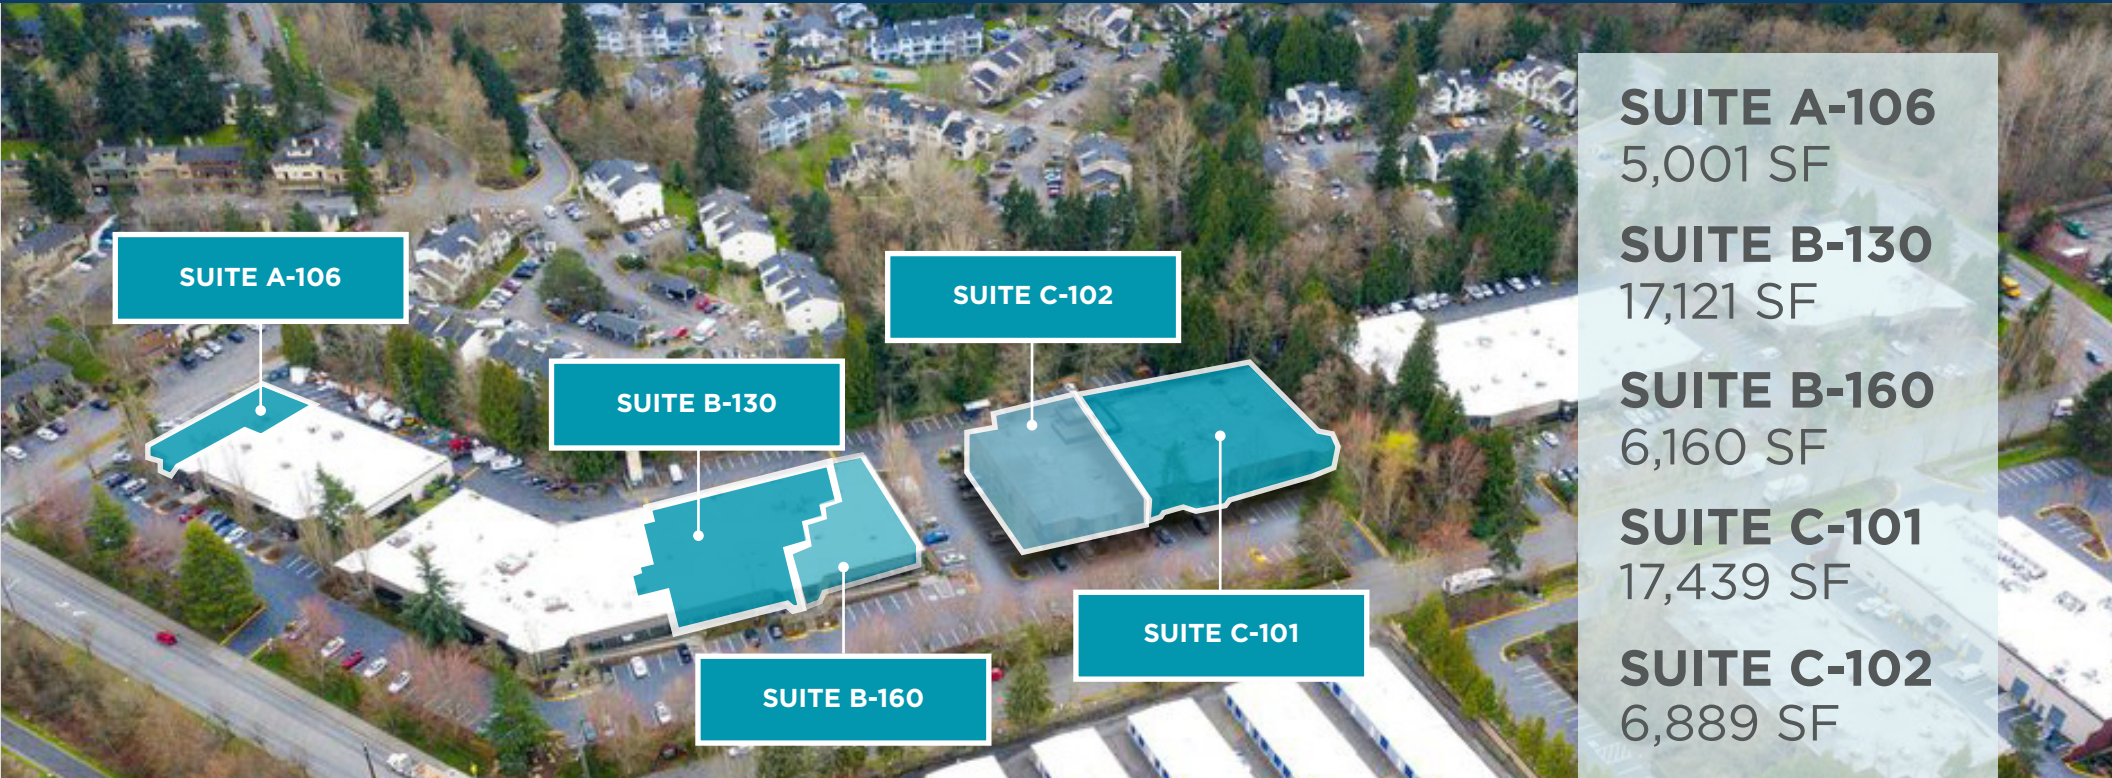 SUITE A-106
SUITE B-130
SUITE B-160
SUITE C-102
SUITE C-101
SUITE A-106
5,001 SF
SUITE B-130
17,121 SF
SUITE B-160
6,160 SF
SUITE C-101
17,439 SF
SUITE C-102
6,889 SF